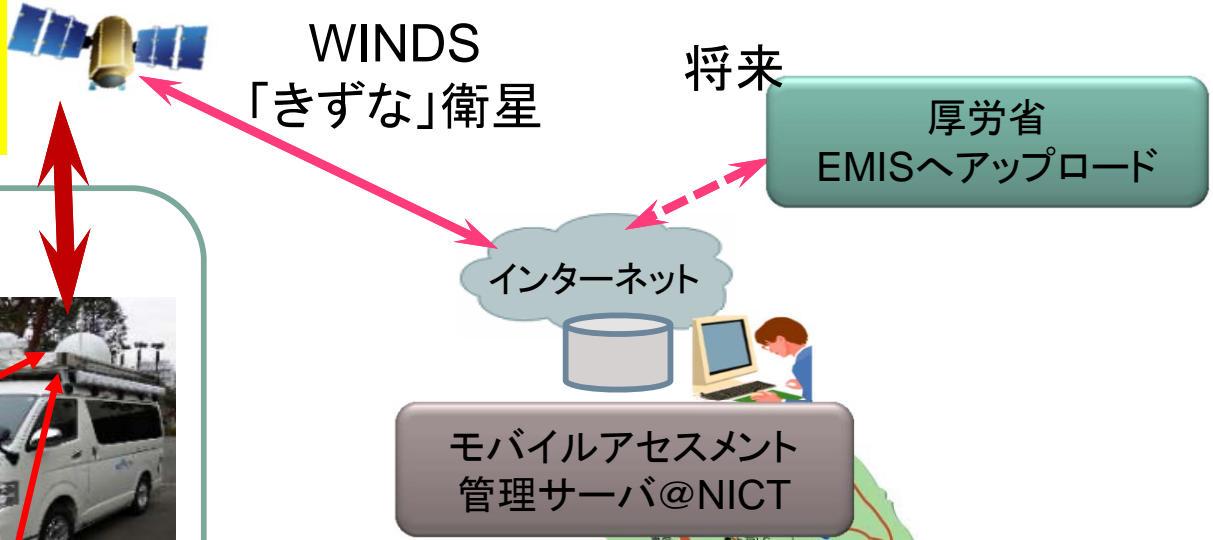 WINDS
「きずな」衛星
将来
厚労省
EMISへアップロード
インターネット
モバイルアセスメント
管理サーバ@NICT